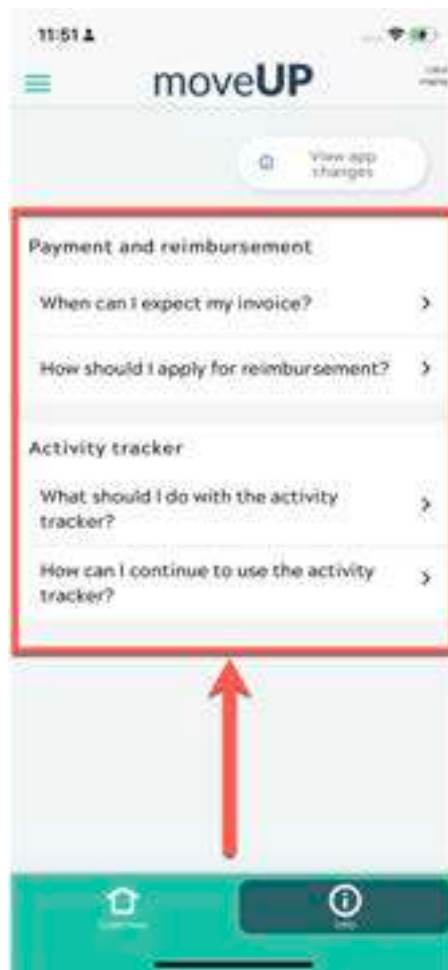 11:51
moveUP
View app
changes
Payment and reimbursement
When can I expect my invoice?
How should I apply for reimbursement?
Activity tracker
What should I do with the activity
tracker?
How can I continue to use the activity
tracker?